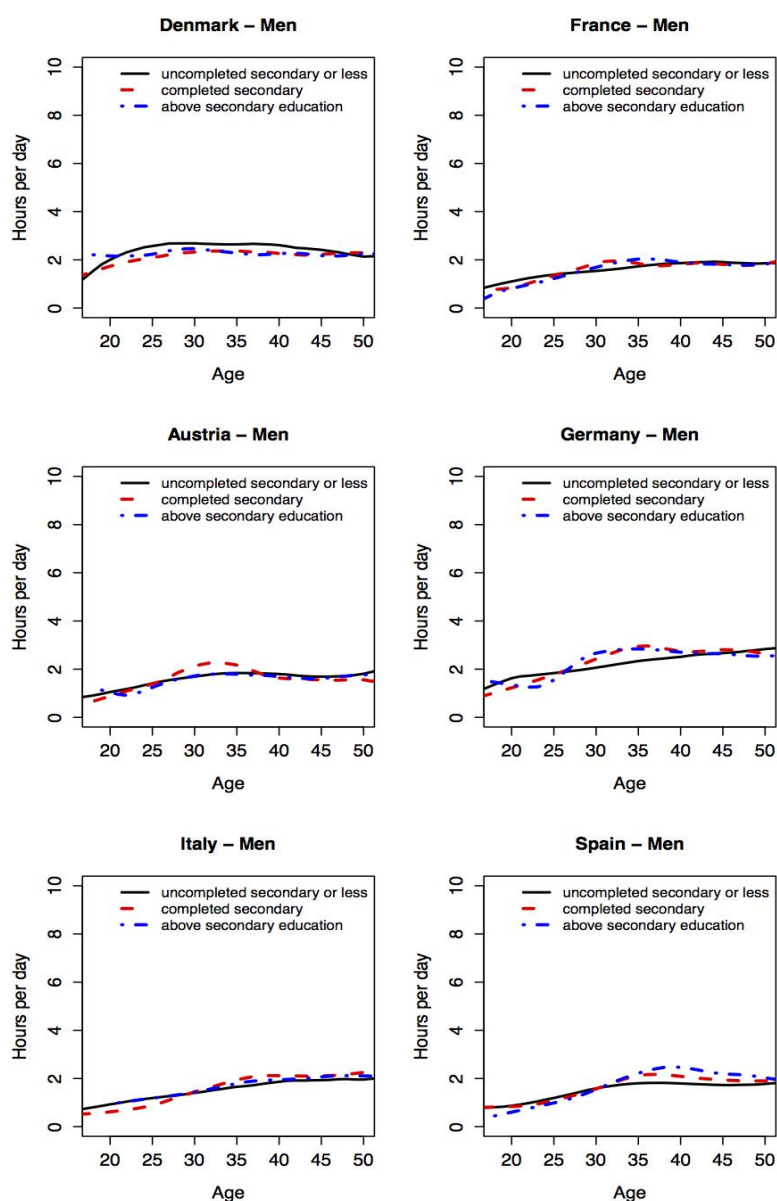 Denmark – Men
Hours per day
10
8
6
4
2
0
uncompleted secondary or less
completed secondary
above secondary education
20 25 30 35 40 45 50
Age
France – Men
Hours per day
10
8
6
4
2
0
uncompleted secondary or less
completed secondary
above secondary education
20 25 30 35 40 45 50
Age
Austria – Men
Hours per day
10
8
6
4
2
0
uncompleted secondary or less
completed secondary
above secondary education
20 25 30 35 40 45 50
Age
Germany – Men
Hours per day
10
8
6
4
2
0
uncompleted secondary or less
completed secondary
above secondary education
20 25 30 35 40 45 50
Age
Italy – Men
Hours per day
10
8
6
4
2
0
uncompleted secondary or less
completed secondary
above secondary education
20 25 30 35 40 45 50
Age
Spain – Men
Hours per day
10
8
6
4
2
0
uncompleted secondary or less
completed secondary
above secondary education
20 25 30 35 40 45 50
Age